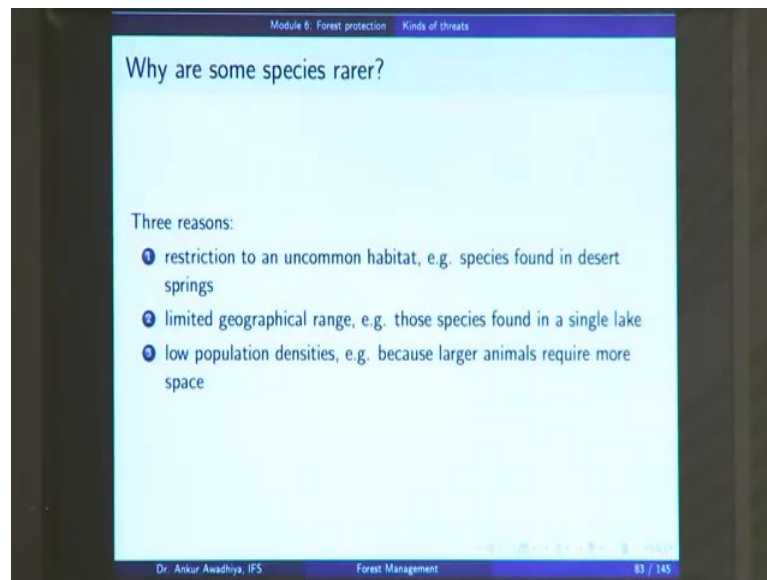 Module 6: Forest protection Kinds of threats
Why are some species rarer?
Three reasons:
1 restriction to an uncommon habitat, e.g. species found in desert
springs
2 limited geographical range, e.g. those species found in a single lake
3 low population densities, e.g. because larger animals require more
space
Dr. Ankur Awadhiya, IFS Forest Management 83 / 145